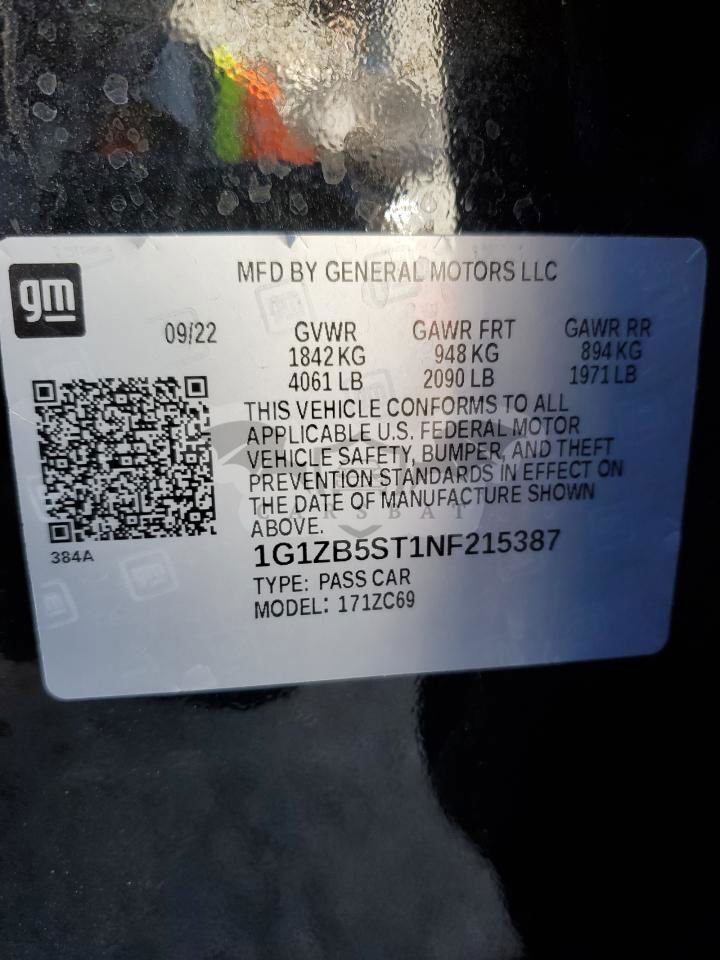 gm
MFD BY GENERAL MOTORS LLC
09/22 GVWR GAWR FRT GAWR RR
1842 KG 948 KG 894 KG
4061 LB 2090 LB 1971 LB
THIS VEHICLE CONFORMS TO ALL
APPLICABLE U.S. FEDERAL MOTOR
VEHICLE SAFETY, BUMPER, AND THEFT
PREVENTION STANDARDS IN EFFECT ON
THE DATE OF MANUFACTURE SHOWN
ABOVE.
CARSBAT
384A
1G1ZB5ST1NF215387
TYPE: PASS CAR
MODEL: 171ZC69